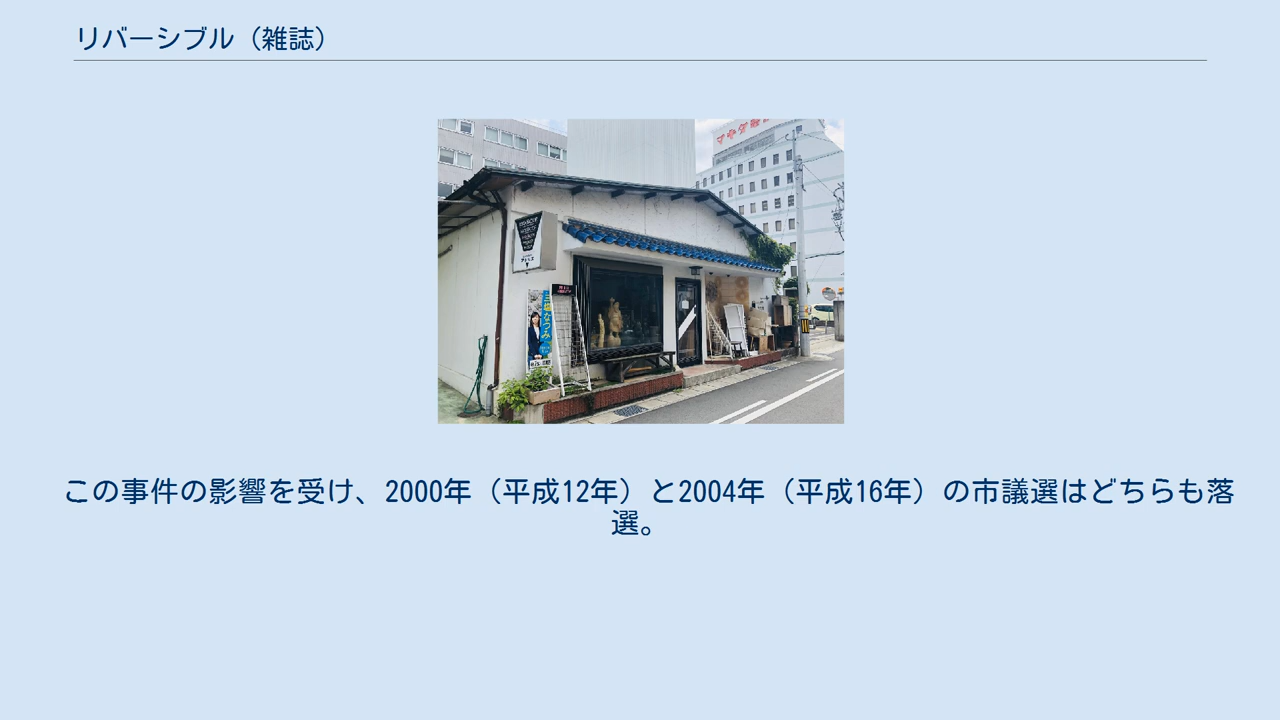 リバーシブル（雑誌）
この事件の影響を受け、2000年（平成12年）と2004年（平成16年）の市議選はどちらも落
選。